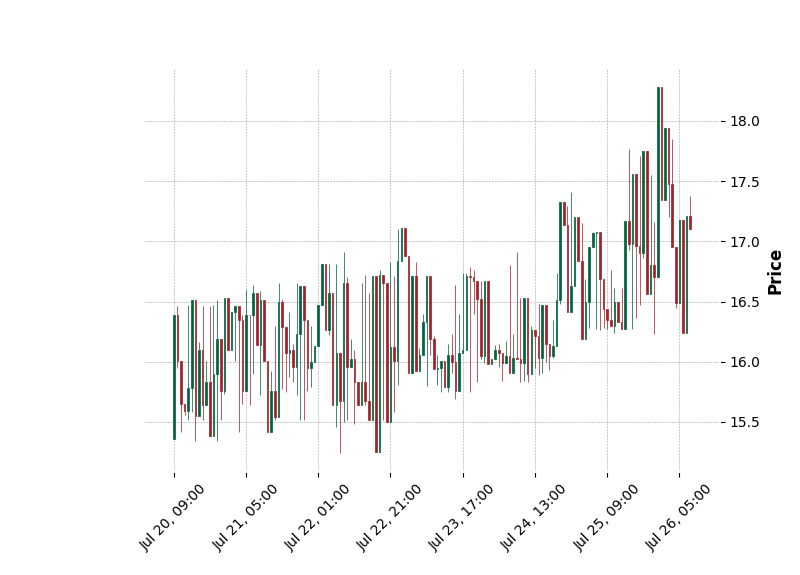 18.0
17.5
17.0
16.5
16.0
15.5
Price
Jul 20, 09:00
Jul 21, 05:00
Jul 22, 01:00
Jul 22, 21:00
Jul 23, 17:00
Jul 24, 13:00
Jul 25, 09:00
Jul 26, 05:00